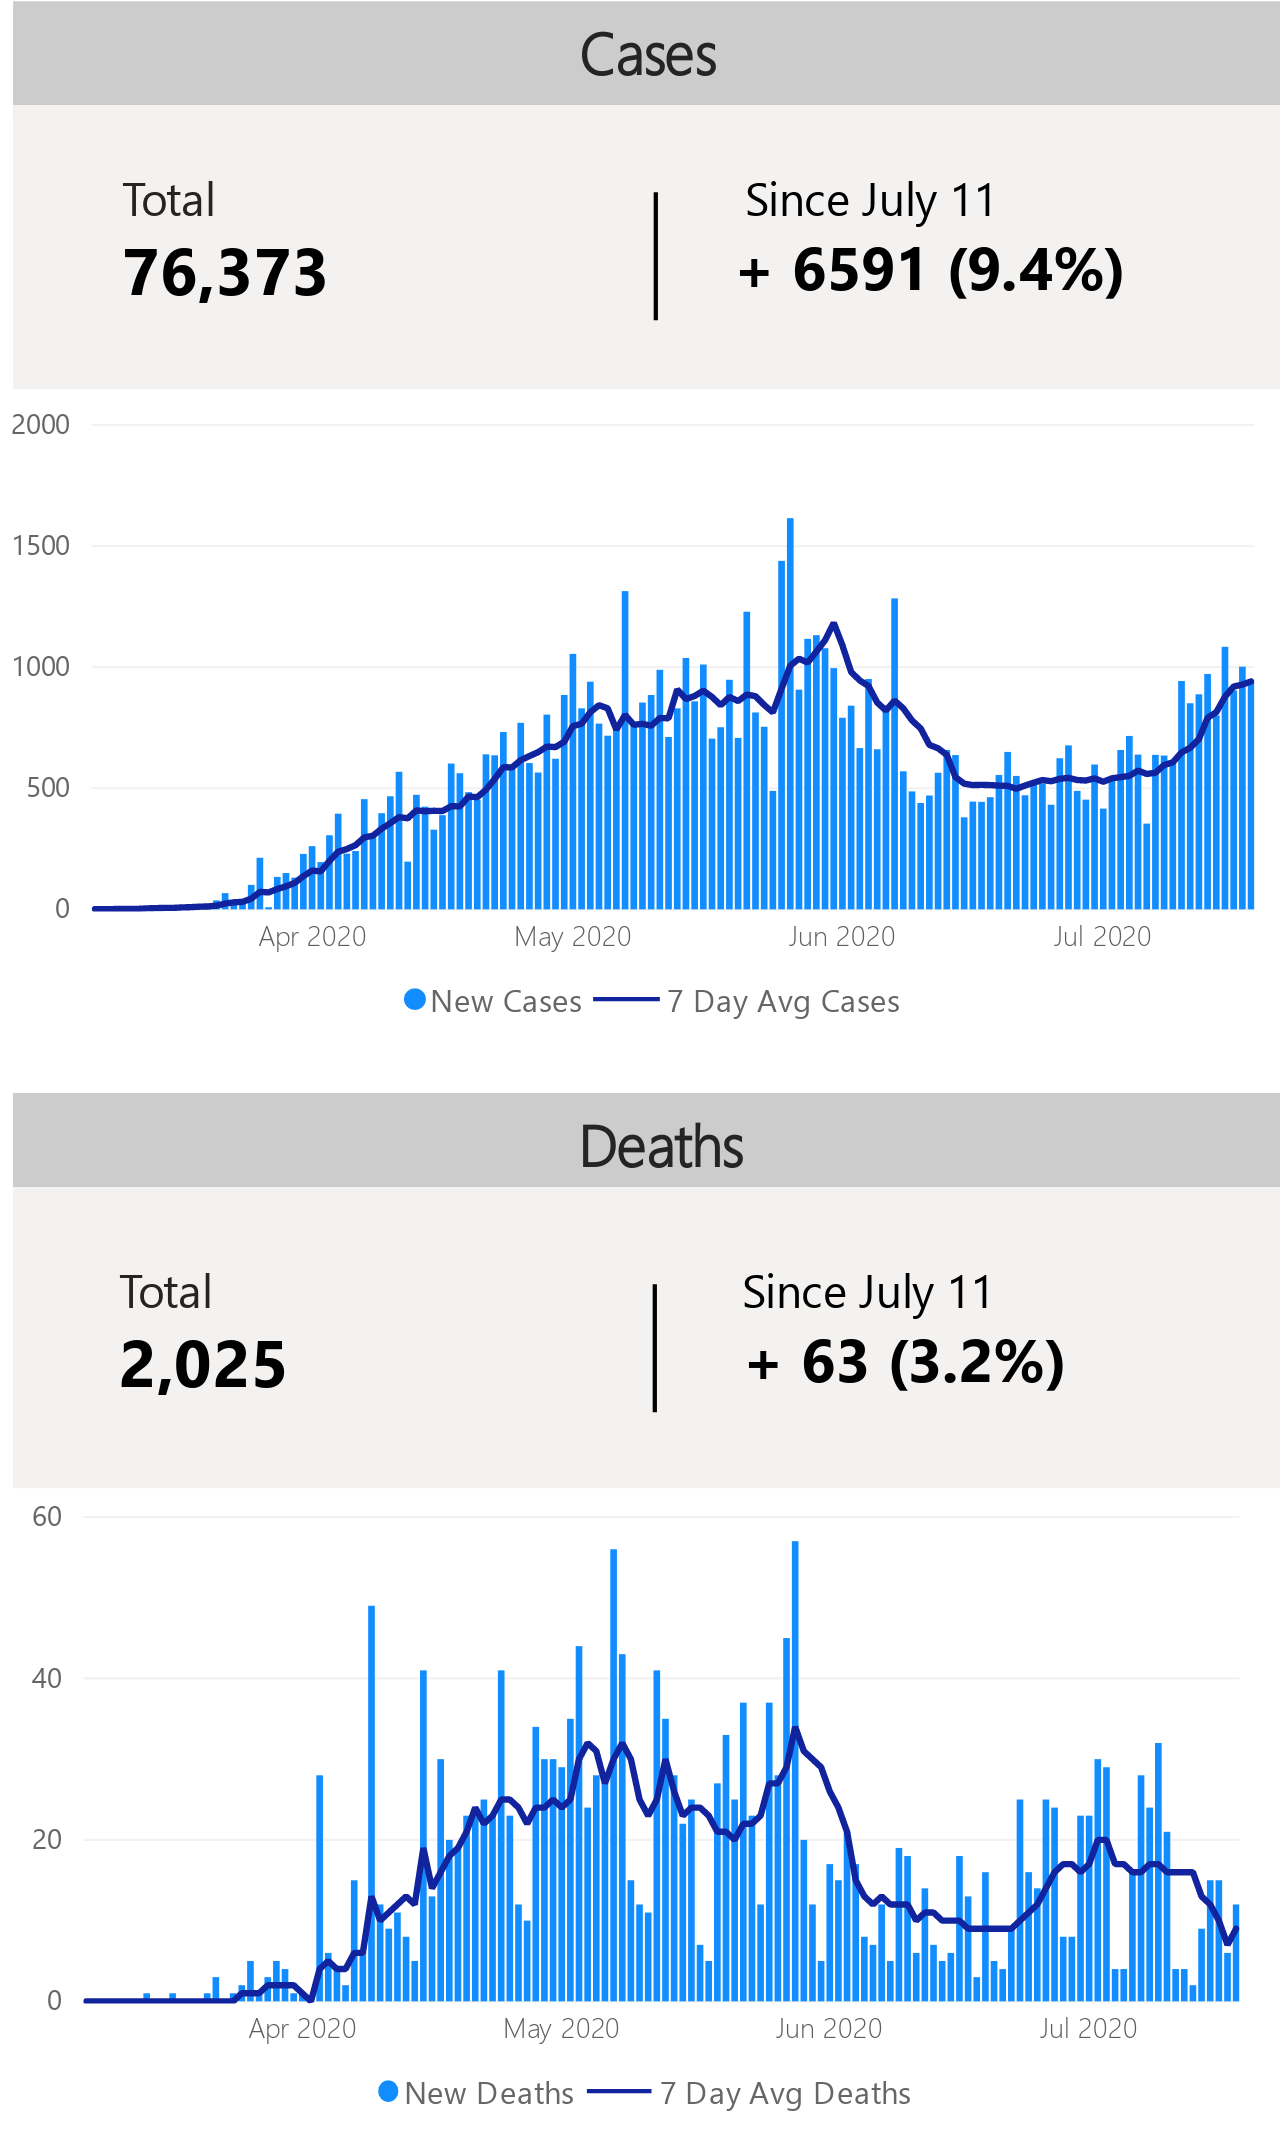 Cases
Total
Since July 11
76,373
+ 6591 (9.4%)
2000
1500
1000
500
0
Apr 2020
May 2020
Jun 2020
Jul 2020
New Cases
7 Day Avg Cases
Deaths
Total
Since July 11
2,025
+ 63 (3.2%)
60
40
20
0
Apr 2020
May 2020
Jun 2020
Jul 2020
New Deaths
7 Day Avg Deaths